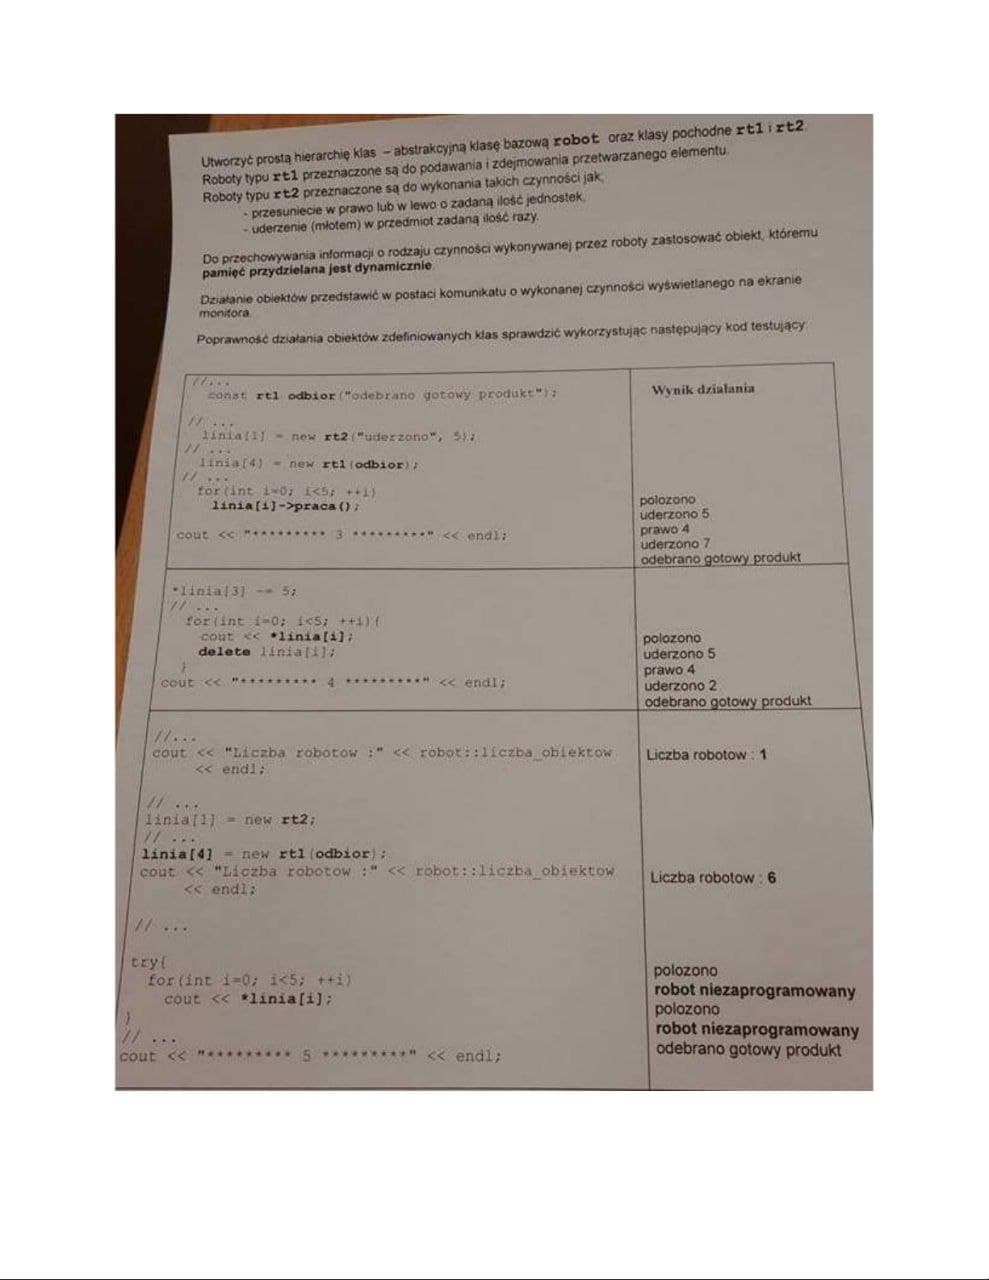 Utworzyć prostą hierarchię klas – abstrakcyjną klasę bazową robot oraz klasy pochodne rt1 i rt2.
Roboty typu rt1 przeznaczone są do podawania i zdejmowania przetwarzanego elementu.
Roboty typu rt2 przeznaczone są do wykonania takich czynności jak;
- przesuniecie w prawo lub w lewo o zadaną ilość jednostek,
- uderzenie (młotem) w przedmiot zadaną ilość razy.
Do przechowywania informacji o rodzaju czynności wykonywanej przez roboty zastosować obiekt, któremu
pamięć przydzielana jest dynamicznie.
Działanie obiektów przedstawić w postaci komunikatu o wykonanej czynności wyświetlanego na ekranie
monitora.
Poprawność działania obiektów zdefiniowanych klas sprawdzić wykorzystując następujący kod testujący:
//...
const rt1 odbior("odebrano gotowy produkt");
// ...
linia[1] = new rt2("uderzono", 5);
// ...
linia[4] = new rt1(odbior);
// ...
for(int i=0; i<5; ++i)
linia[i]->praca();
cout << "********* 3 *********" << endl;
Wynik działania
polozono
uderzono 5
prawo 4
uderzono 7
odebrano gotowy produkt
*linia[3] -= 5;
// ...
for(int i=0; i<5; ++i){
cout << *linia[i];
delete linia[i];
}
cout << "********* 4 *********" << endl;
polozono
uderzono 5
prawo 4
uderzono 2
odebrano gotowy produkt
//...
cout << "Liczba robotow :" << robot::liczba_obiektow
<< endl;
Liczba robotow : 1
// ...
linia[1] = new rt2;
// ...
linia[4] = new rt1(odbior);
cout << "Liczba robotow :" << robot::liczba_obiektow
<< endl;
Liczba robotow : 6
// ...
try{
for(int i=0; i<5; ++i)
cout << *linia[i];
}
// ...
cout << "********* 5 *********" << endl;
polozono
robot niezaprogramowany
polozono
robot niezaprogramowany
odebrano gotowy produkt